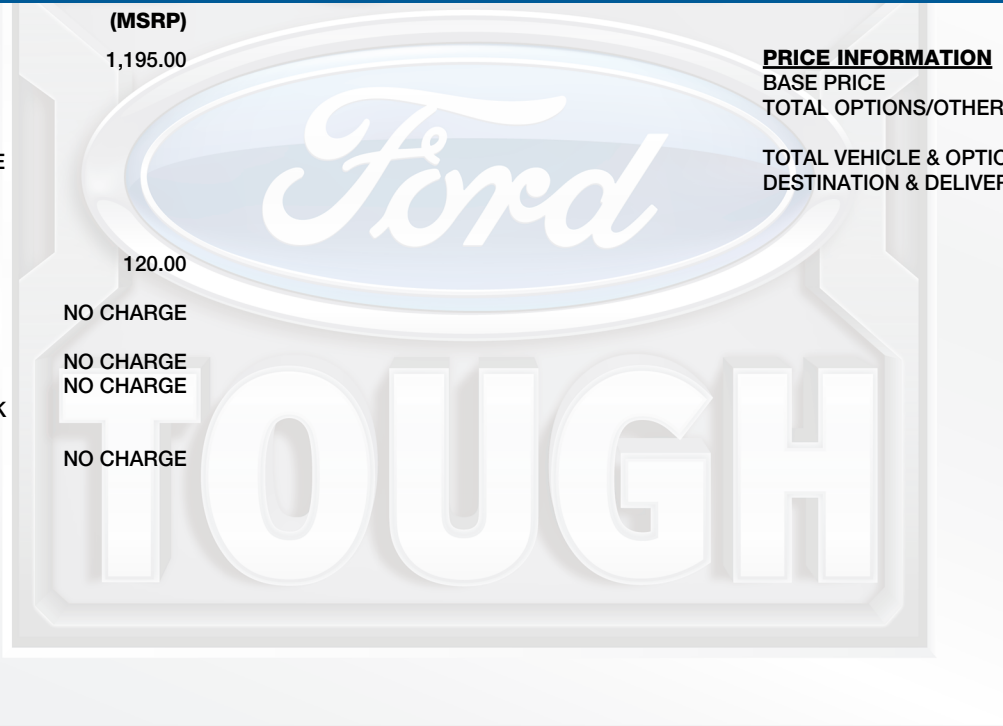 (MSRP)
1,195.00
E
120.00
NO CHARGE
NO CHARGE
NO CHARGE
K
NO CHARGE
PRICE INFORMATION
BASE PRICE
TOTAL OPTIONS/OTHER
TOTAL VEHICLE & OPTIO
DESTINATION & DELIVER
Ford
TOUGH